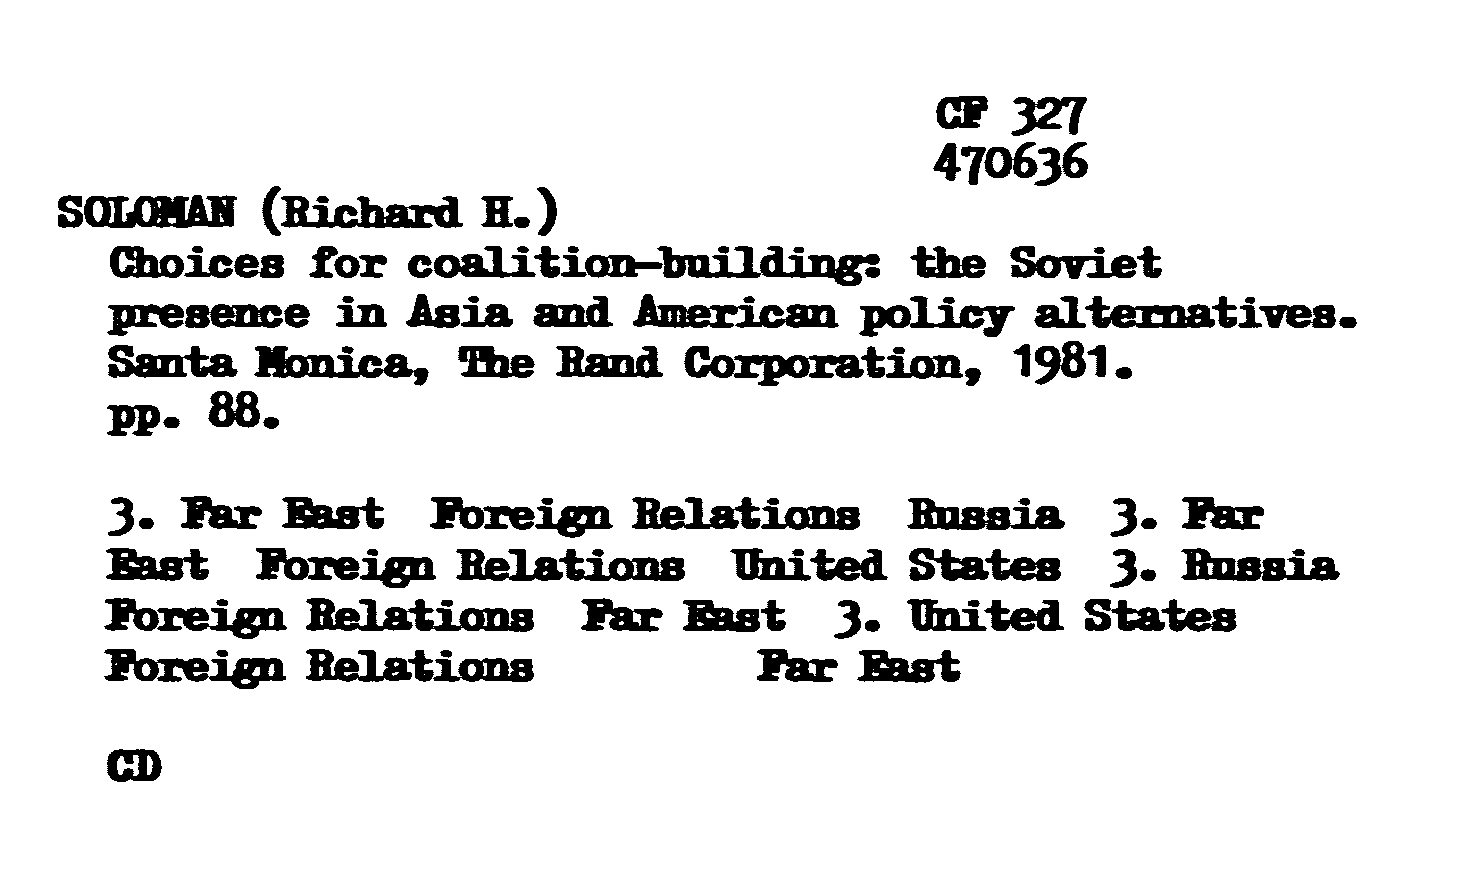 CF 327
470636
SOLOMAN (Richard H.)
Choices for coalition-building: the Soviet
presence in Asia and American policy alternatives.
Santa Monica, The Rand Corporation, 1981.
pp. 88.
3. Far East Foreign Relations Russia 3. Far
East Foreign Relations United States 3. Russia
Foreign Relations Far East 3. United States
Foreign Relations Far East
CD